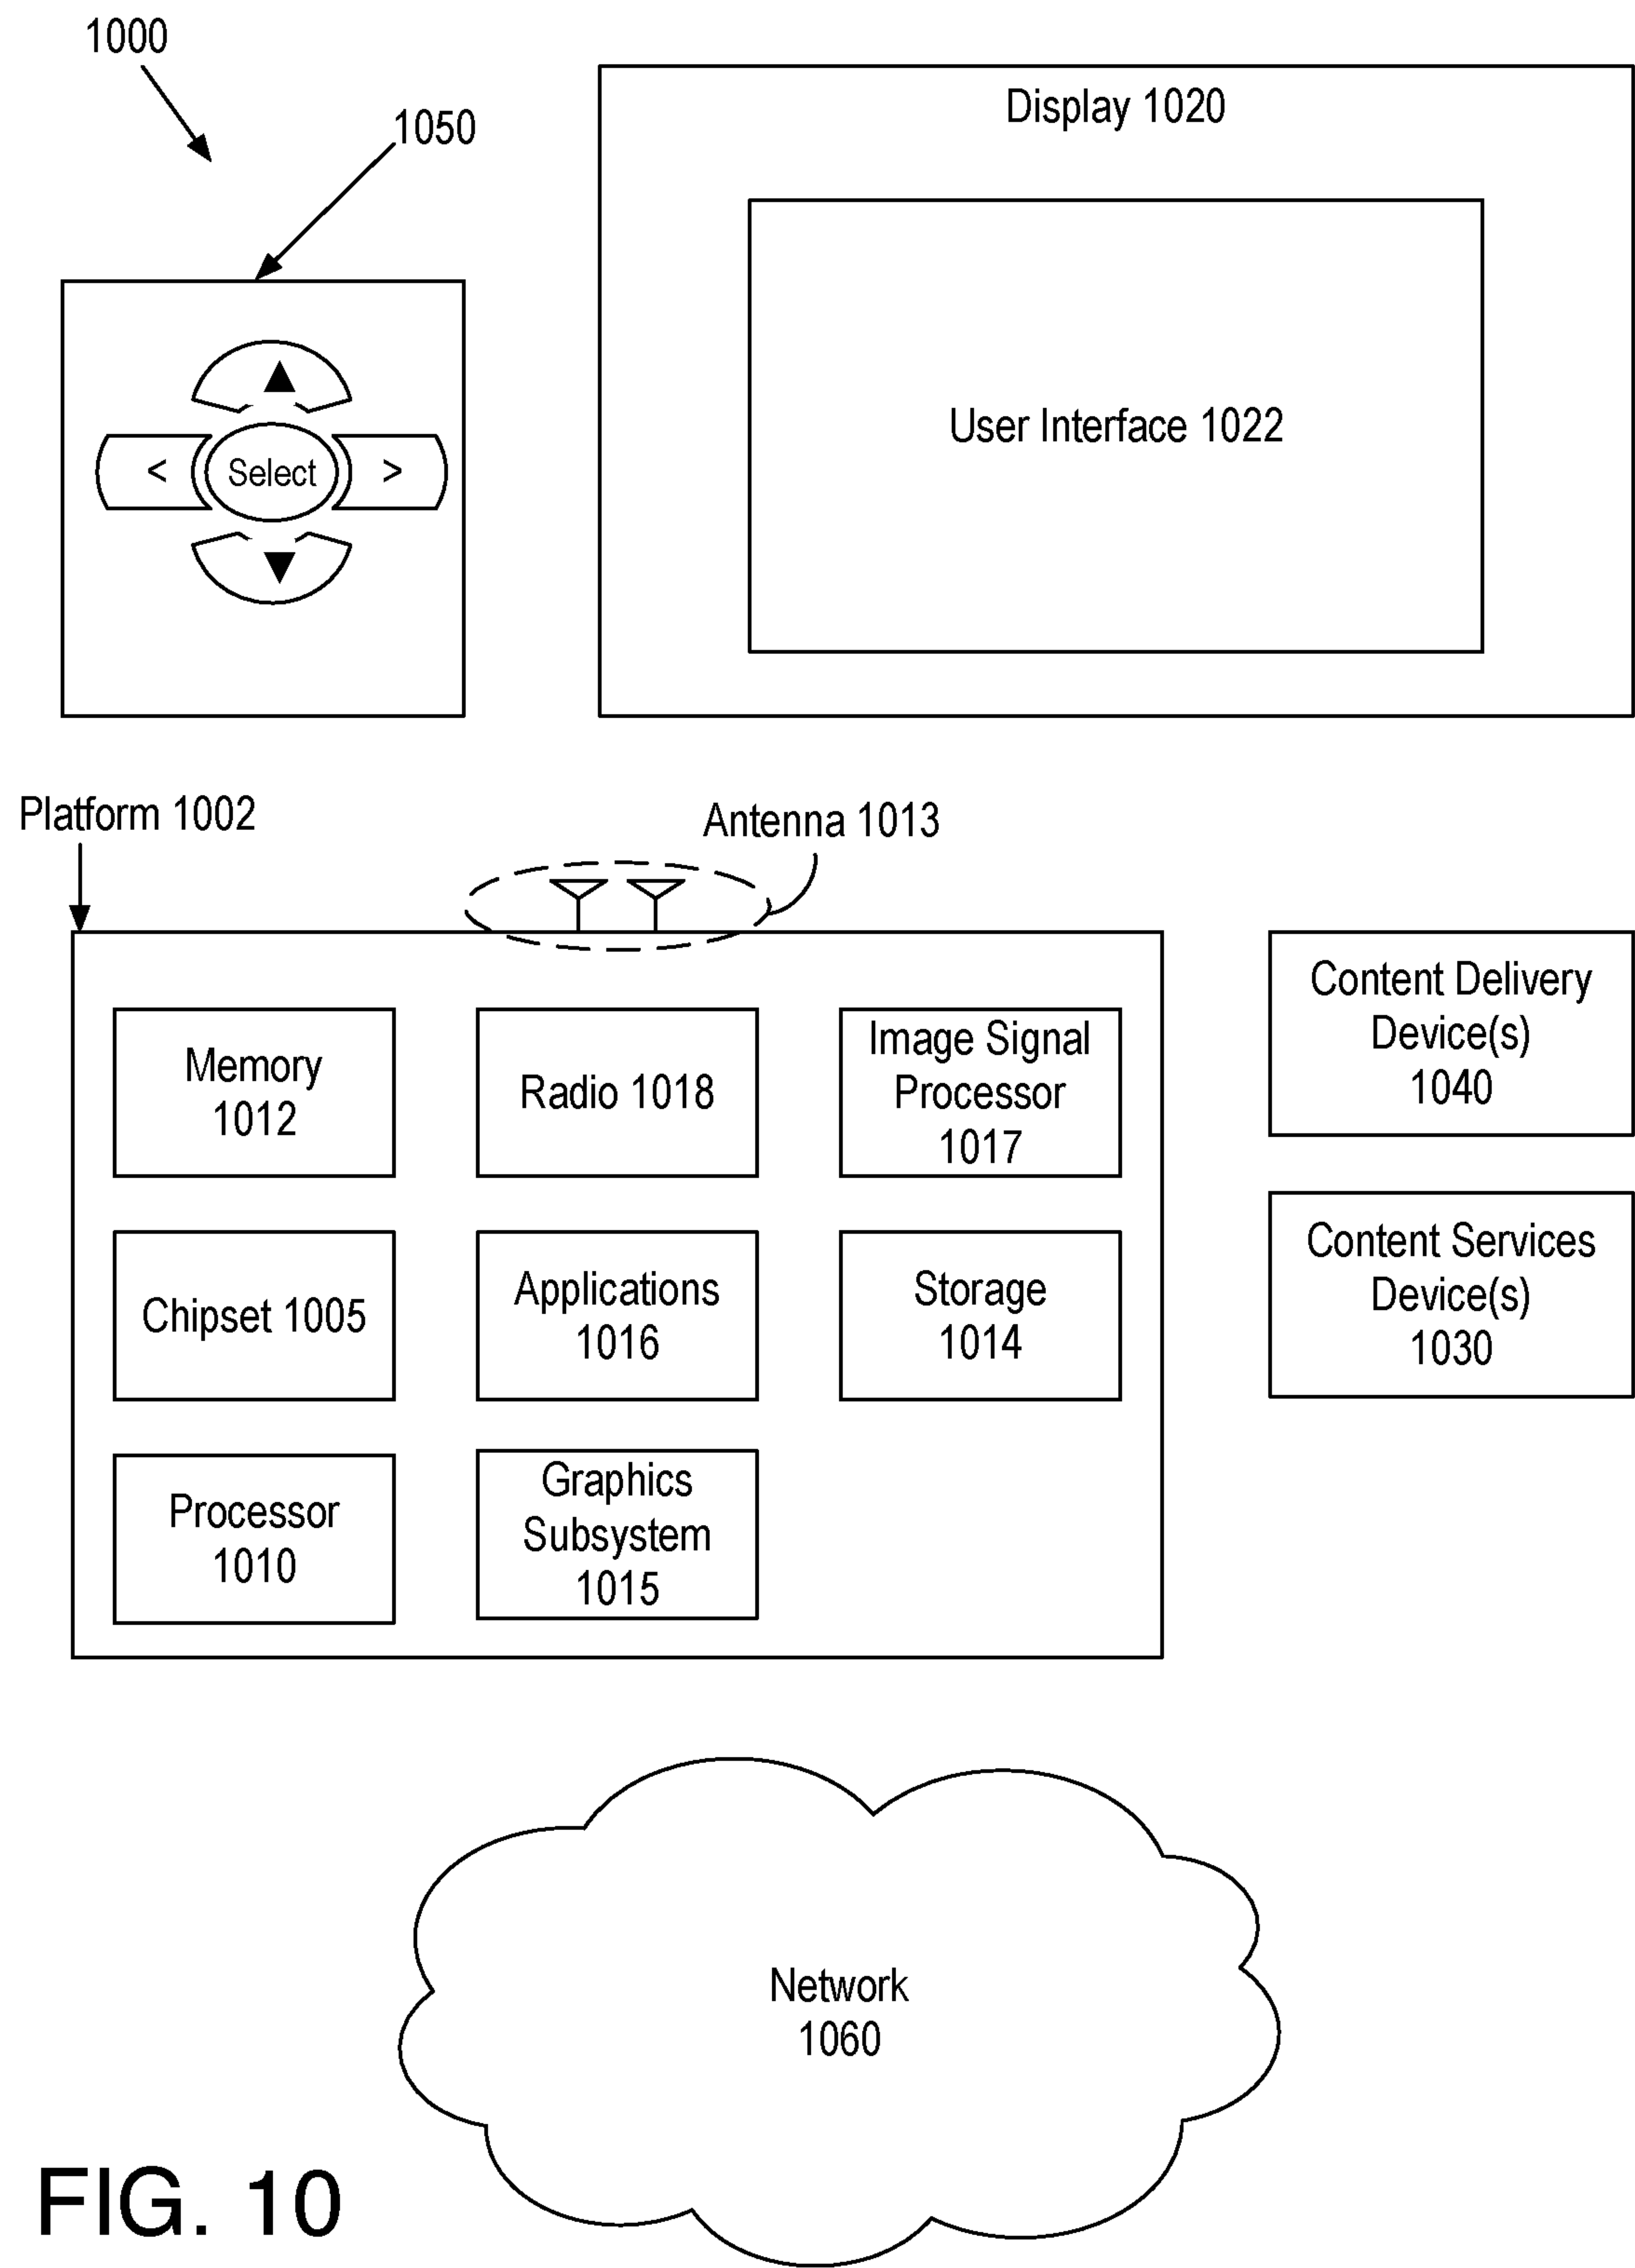 1000
1050
Display 1020
User Interface 1022
<
Select
>
Platform 1002
Antenna 1013
Memory
1012
Radio 1018
Image Signal
Processor
1017
Chipset 1005
Applications
1016
Storage
1014
Processor
1010
Graphics
Subsystem
1015
Content Delivery
Device(s)
1040
Content Services
Device(s)
1030
Network
1060
FIG. 10